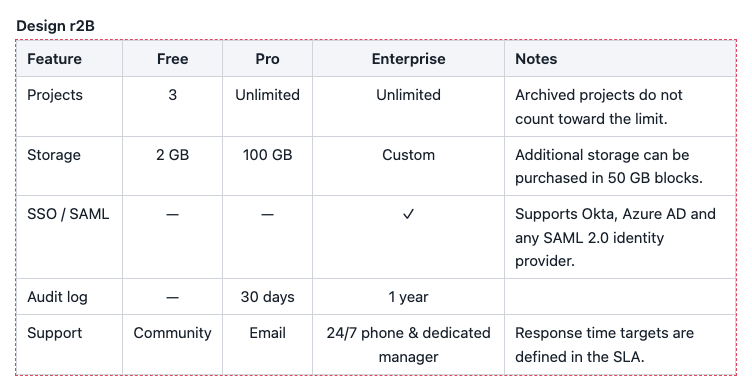 Design r2B
Feature Free Pro Enterprise Notes
Projects 3 Unlimited Unlimited Archived projects do not
count toward the limit.
Storage 2 GB 100 GB Custom Additional storage can be
purchased in 50 GB blocks.
SSO / SAML — — ✓ Supports Okta, Azure AD and
any SAML 2.0 identity
provider.
Audit log — 30 days 1 year
Support Community Email 24/7 phone & dedicated Response time targets are
manager defined in the SLA.